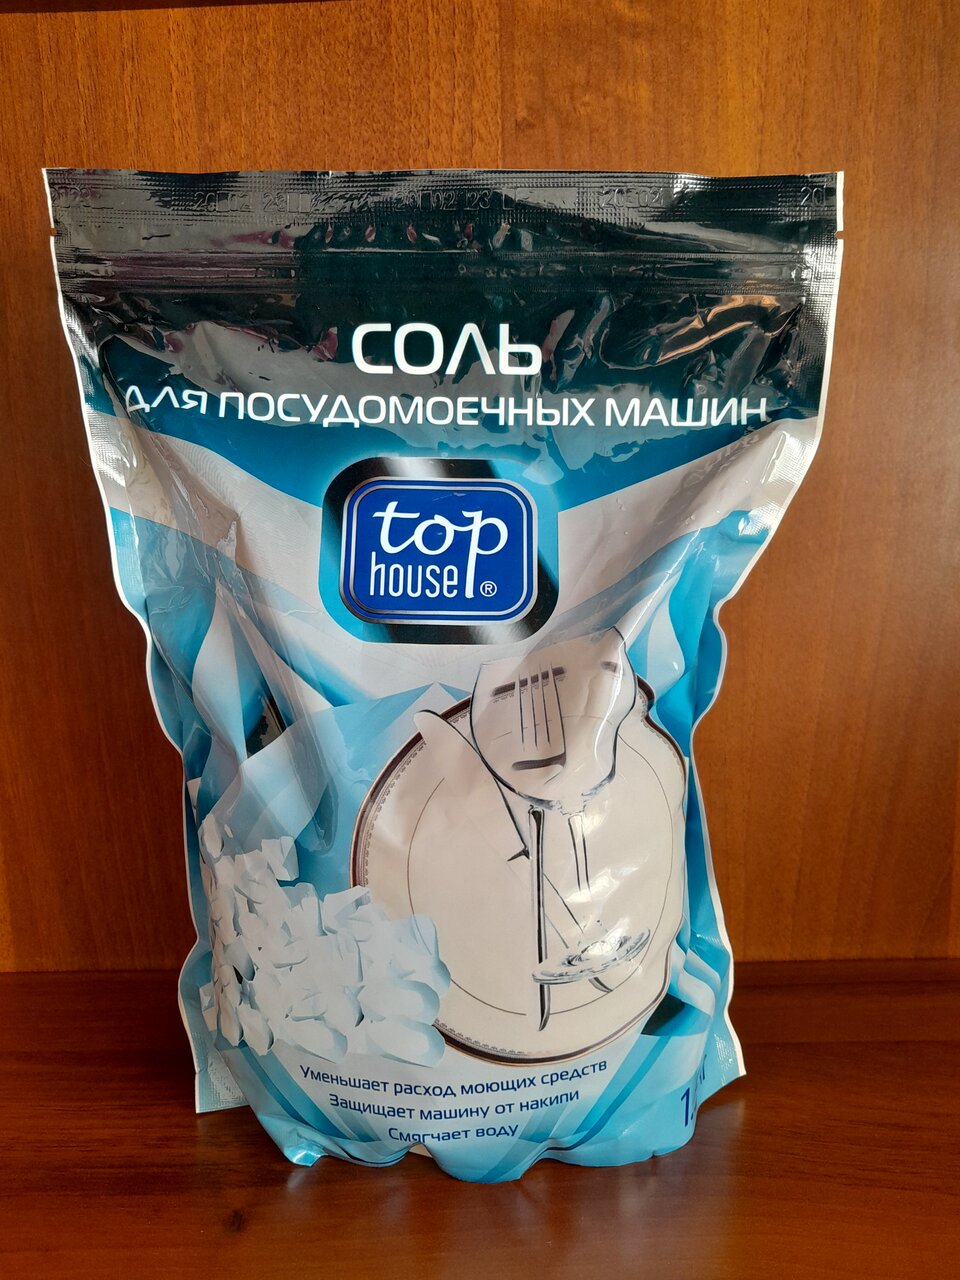 СОЛЬ
ДЛЯ ПОСУДОМОЕЧНЫХ МАШИН
top
house®
Уменьшает расход моющих средств
Защищает машину от накипи
Смягчает воду